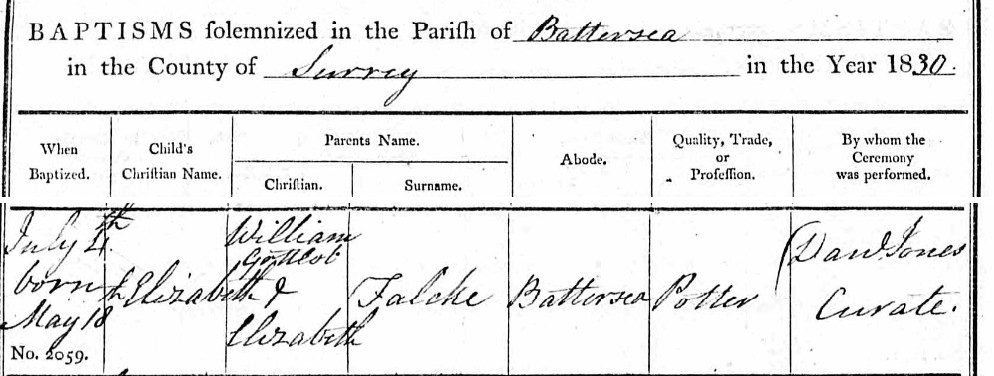 BAPTISMS solemnized in the Parish of Battersea
in the County of Surrey in the Year 1830.
When Baptized.
Child's Christian Name.
Parents Name.
Christian.
Surname.
Abode.
Quality, Trade, or Profession.
By whom the Ceremony was performed.
July 4th
born
May 18
No. 2059.
Elizabeth
William
Gottlob
&
Elizabeth
Falcke
Battersea
Potter
Davd Jones
Curate.